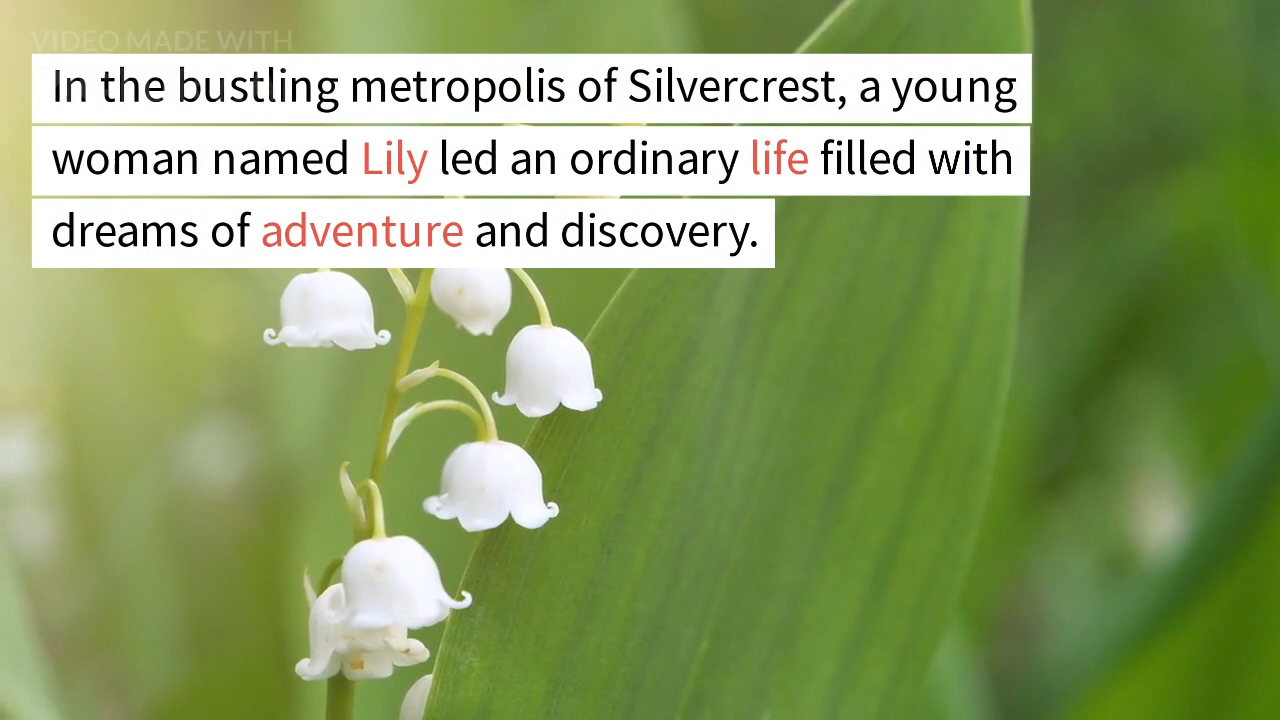 VIDEO MADE WITH
In the bustling metropolis of Silvercrest, a young
woman named Lily led an ordinary life filled with
dreams of adventure and discovery.